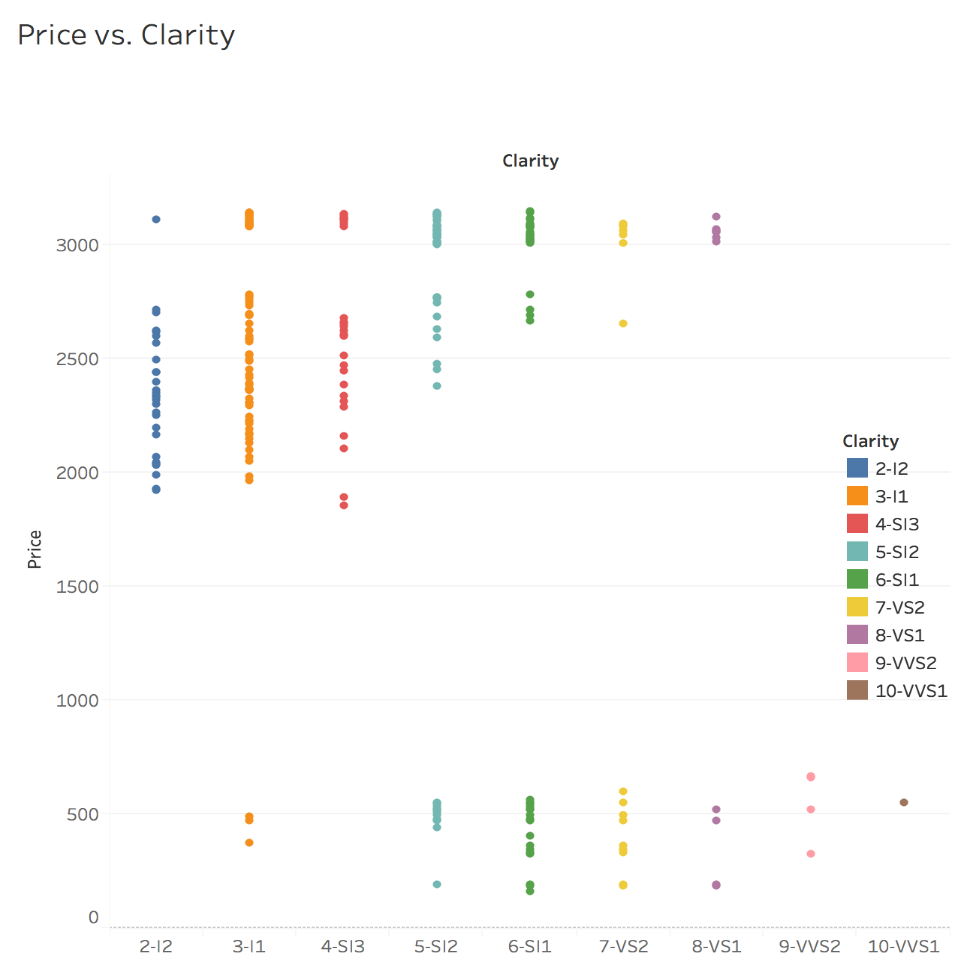 Price vs. Clarity
Clarity
Price
3000
2500
2000
1500
1000
500
0
2-I2
3-I1
4-SI3
5-SI2
6-SI1
7-VS2
8-VS1
9-VVS2
10-VVS1
Clarity
2-I2
3-I1
4-SI3
5-SI2
6-SI1
7-VS2
8-VS1
9-VVS2
10-VVS1